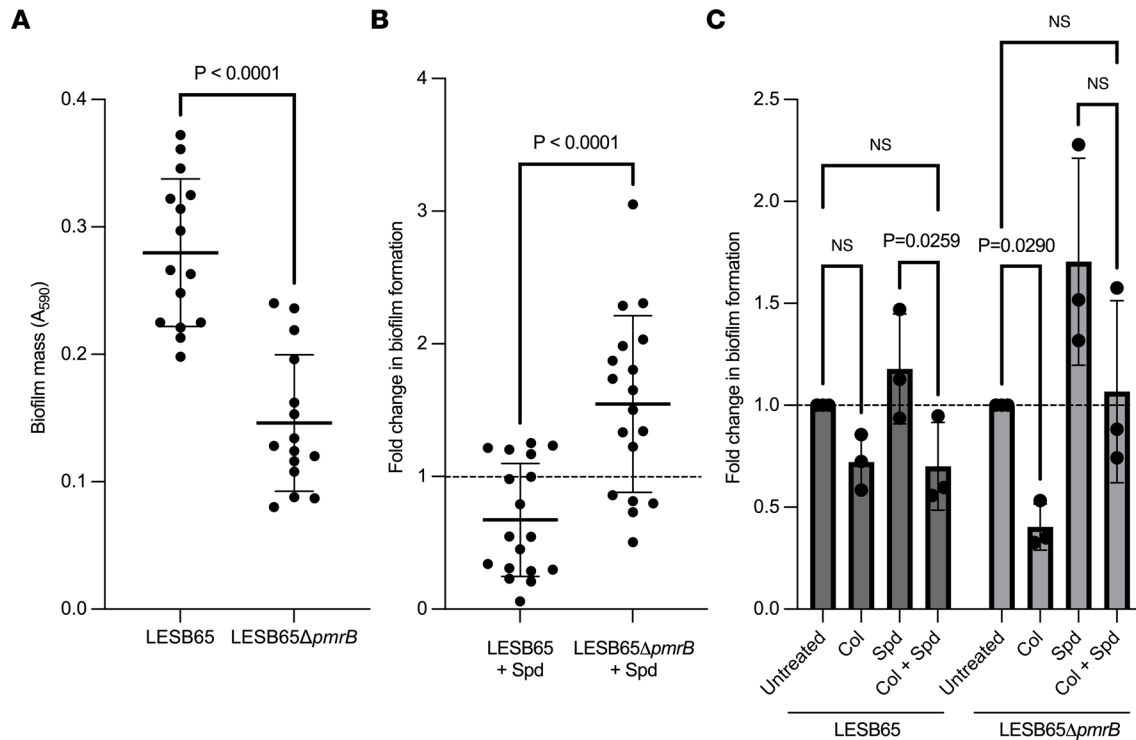 A
P < 0.0001
0.4
0.3
0.2
0.1
0.0
Biofilm mass (A590)
LESB65
LESB65ΔpmrB
B
P < 0.0001
4
3
2
1
0
Fold change in biofilm formation
LESB65
+ Spd
LESB65ΔpmrB
+ Spd
C
NS
NS
NS
NS
P=0.0259
P=0.0290
2.5
2.0
1.5
1.0
0.5
0.0
Fold change in biofilm formation
Untreated
Col
Spd
Col + Spd
Untreated
Col
Spd
Col + Spd
LESB65
LESB65ΔpmrB